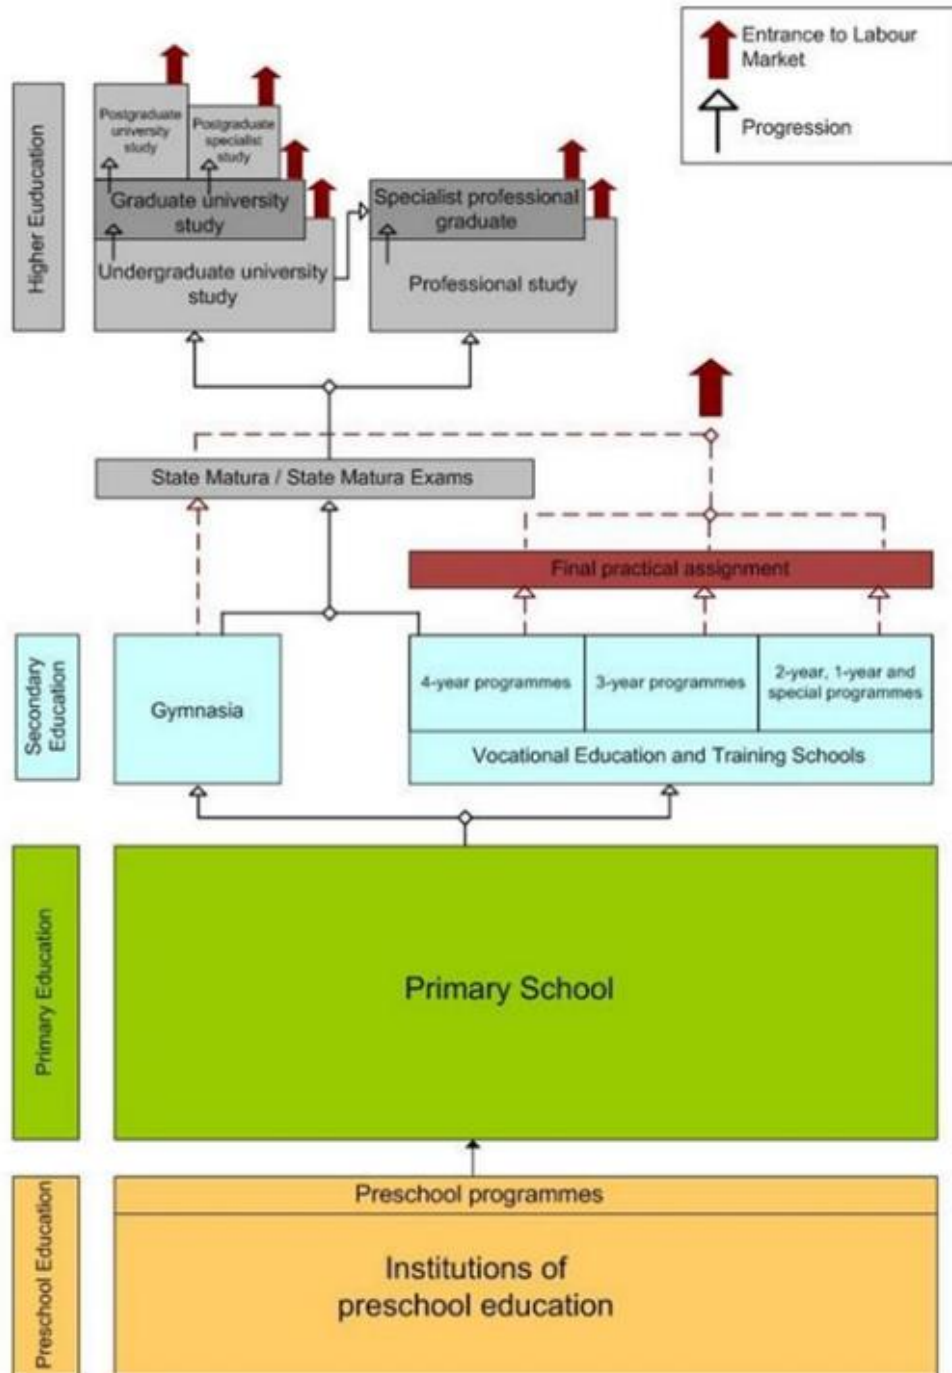 Entrance to Labour
Market
Progression
Higher Euducation
Postgraduate
university
study
Postgraduate
specialist
study
Graduate university
study
Specialist professional
graduate
Undergraduate university
study
Professional study
State Matura / State Matura Exams
Final practical assignment
Secondary
Education
Gymnasia
4-year programmes
3-year programmes
2-year, 1-year and
special programmes
Vocational Education and Training Schools
Primary Education
Primary School
Preschool Education
Preschool programmes
Institutions of
preschool education